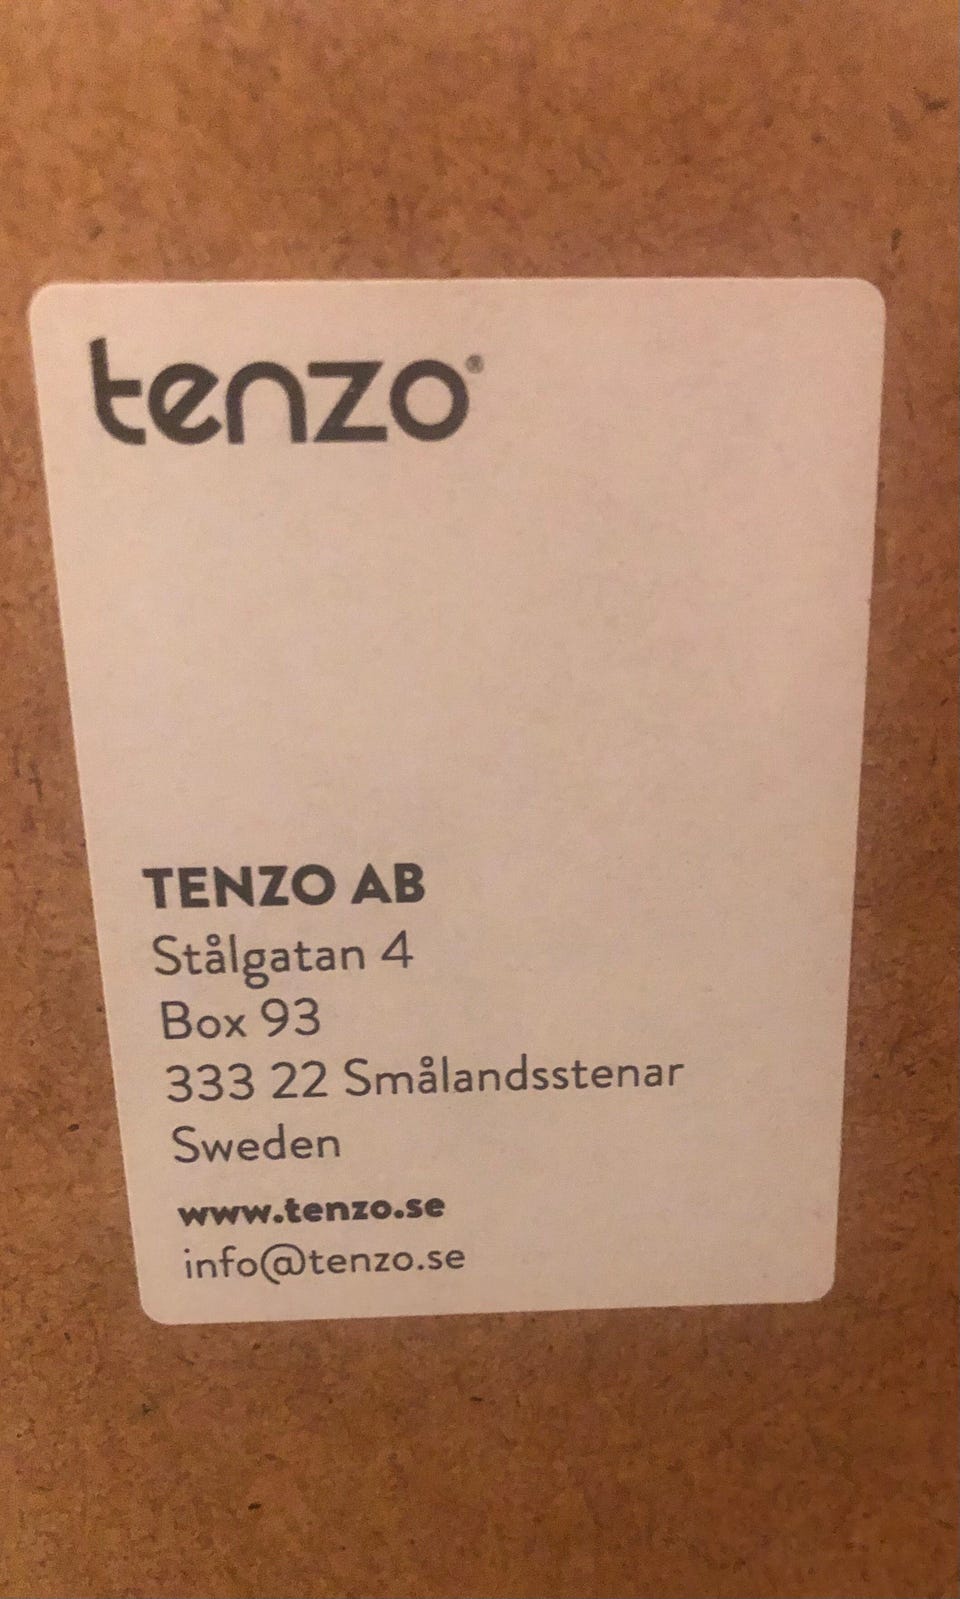 tenzo®
TENZO AB
Stålgatan 4
Box 93
333 22 Smålandsstenar
Sweden
www.tenzo.se
info@tenzo.se